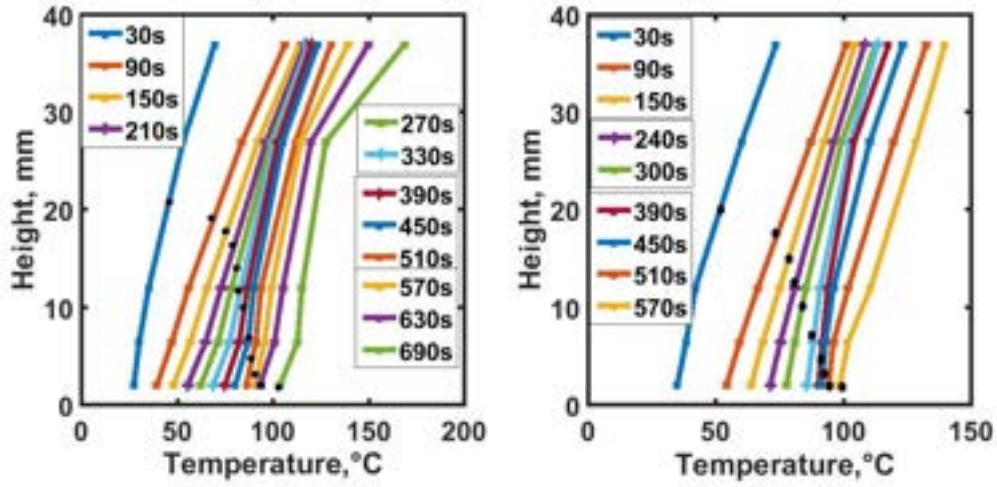 40
30
20
10
0
Height, mm
0 50 100 150 200
Temperature,°C
30s
90s
150s
210s
270s
330s
390s
450s
510s
570s
630s
690s
40
30
20
10
0
Height, mm
0 50 100 150
Temperature,°C
30s
90s
150s
240s
300s
390s
450s
510s
570s